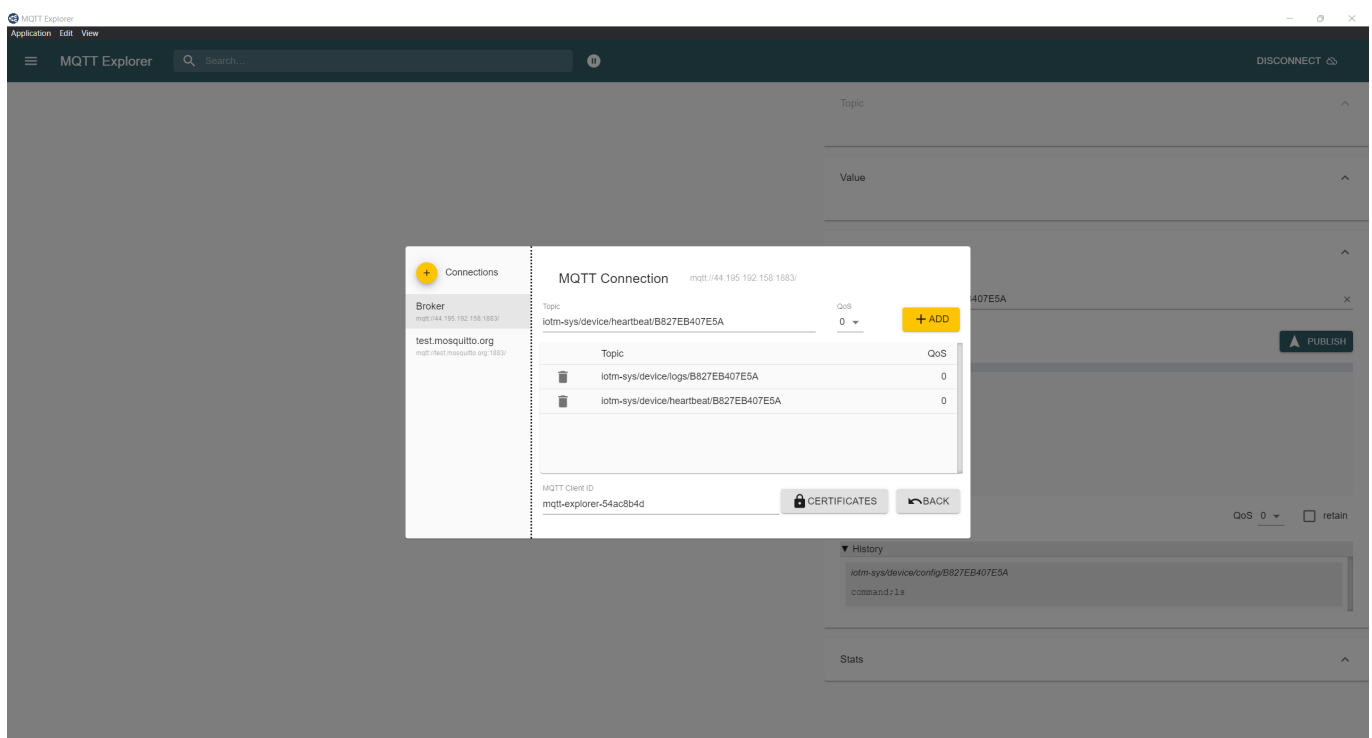 MQTT Explorer
Application Edit View
MQTT Explorer
Search...
DISCONNECT
Topic
Value
407E5A
PUBLISH
QoS 0
retain
History
iotm-sys/device/config/B827EB407E5A
command;ls
Stats
Connections
Broker
mqtt://44.195.192.158:1883/
test.mosquitto.org
mqtt://test.mosquitto.org:1883/
MQTT Connection mqtt://44.195.192.158:1883/
Topic
iotm-sys/device/heartbeat/B827EB407E5A
QoS
0
+ ADD
Topic QoS
iotm-sys/device/logs/B827EB407E5A 0
iotm-sys/device/heartbeat/B827EB407E5A 0
MQTT Client ID
mqtt-explorer-54ac8b4d
CERTIFICATES
BACK